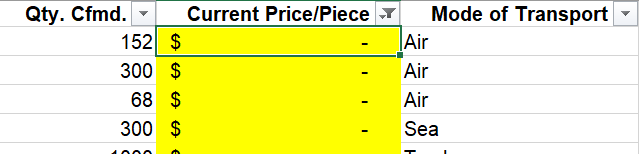 Qty. Cfmd. Current Price/Piece Mode of Transport
152 $ - Air
300 $ - Air
68 $ - Air
300 $ - Sea